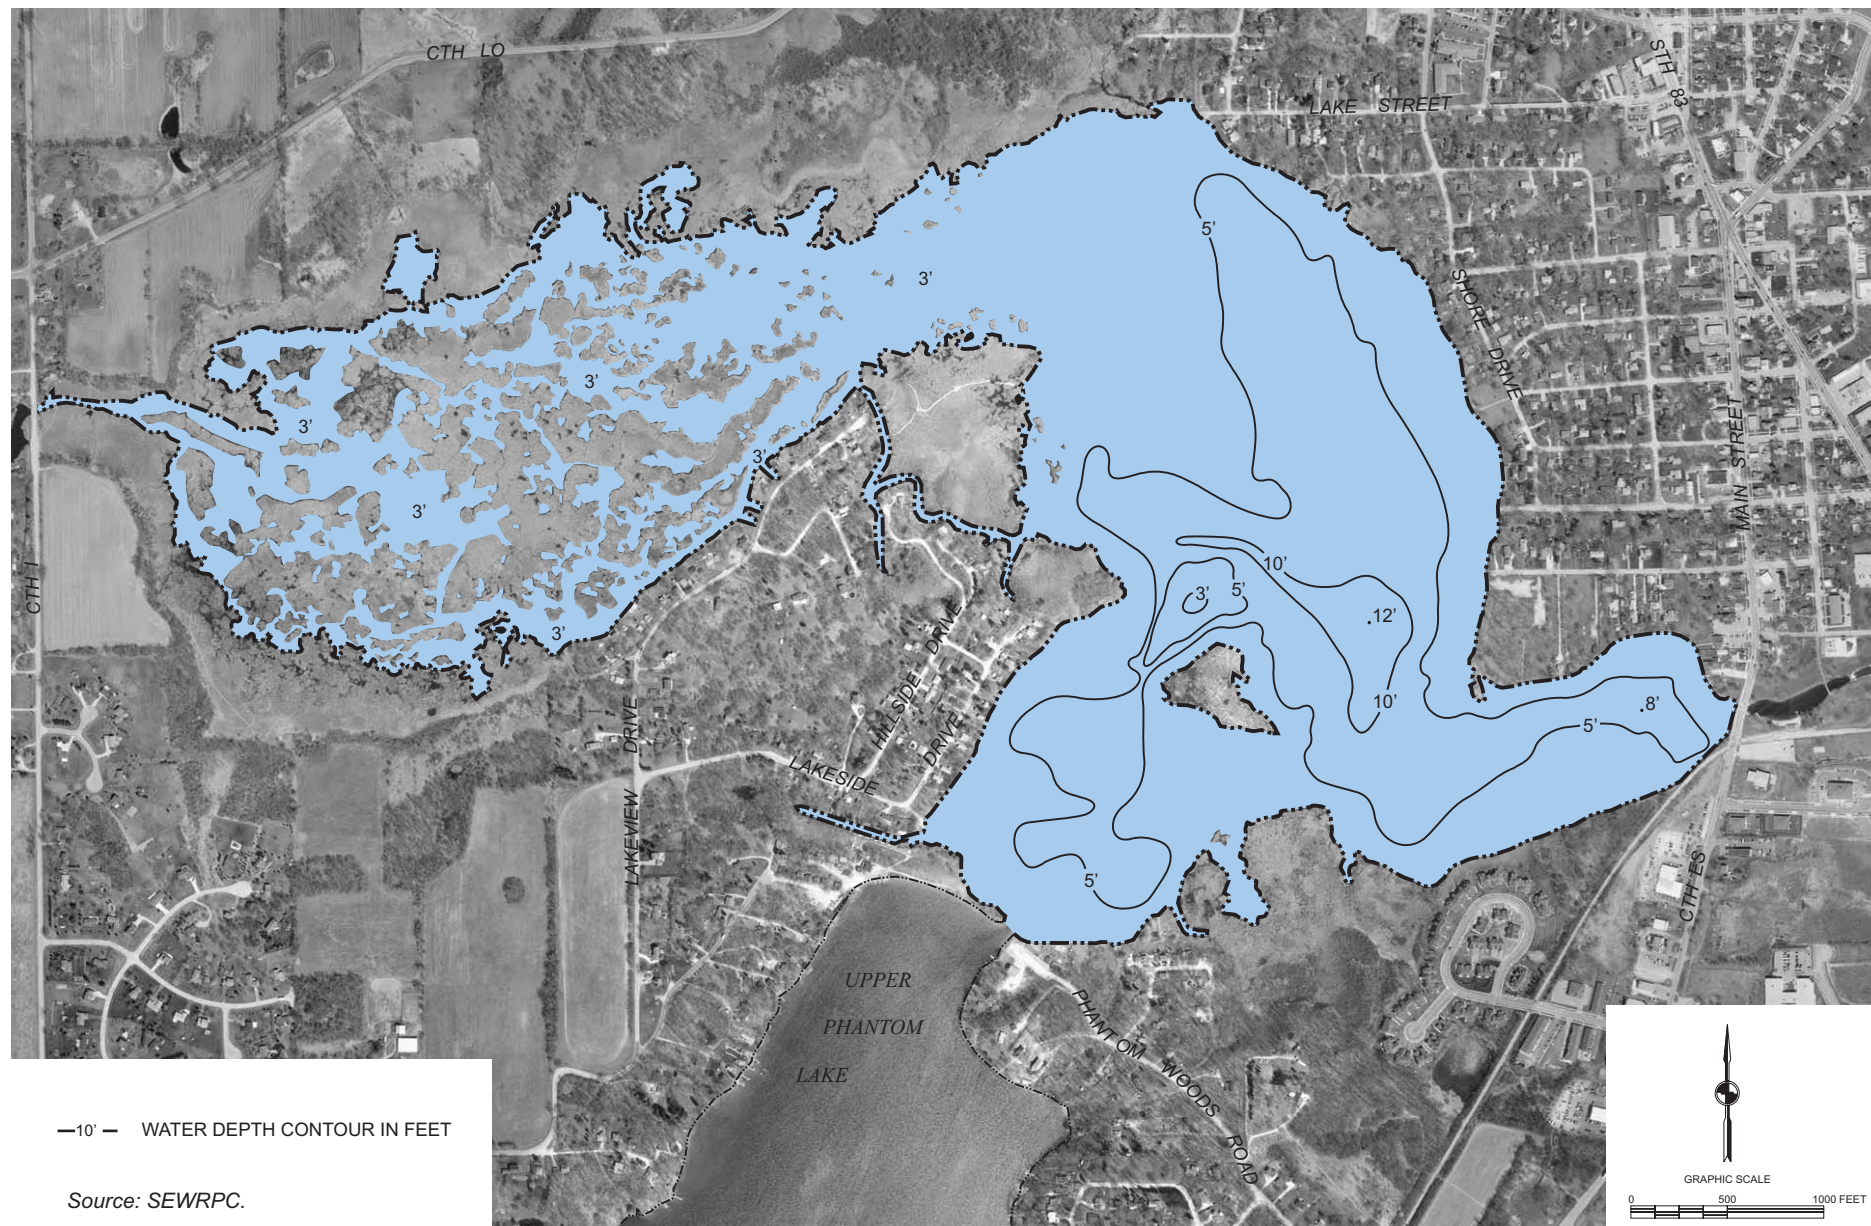 CTH LO
STH 83
LAKE STREET
5'
3'
SHORE DRIVE
3'
3'
3'
MAIN STREET
3'
10'
CTH I
3'
5'
12'
3'
HILLSIDE DRIVE
10'
8'
5'
LAKEVIEW DRIVE
LAKESIDE DRIVE
5'
CTH ES
UPPER
PHANTOM
LAKE
PHANTOM WOODS ROAD
10' WATER DEPTH CONTOUR IN FEET
Source: SEWRPC.
GRAPHIC SCALE
0 500 1000 FEET